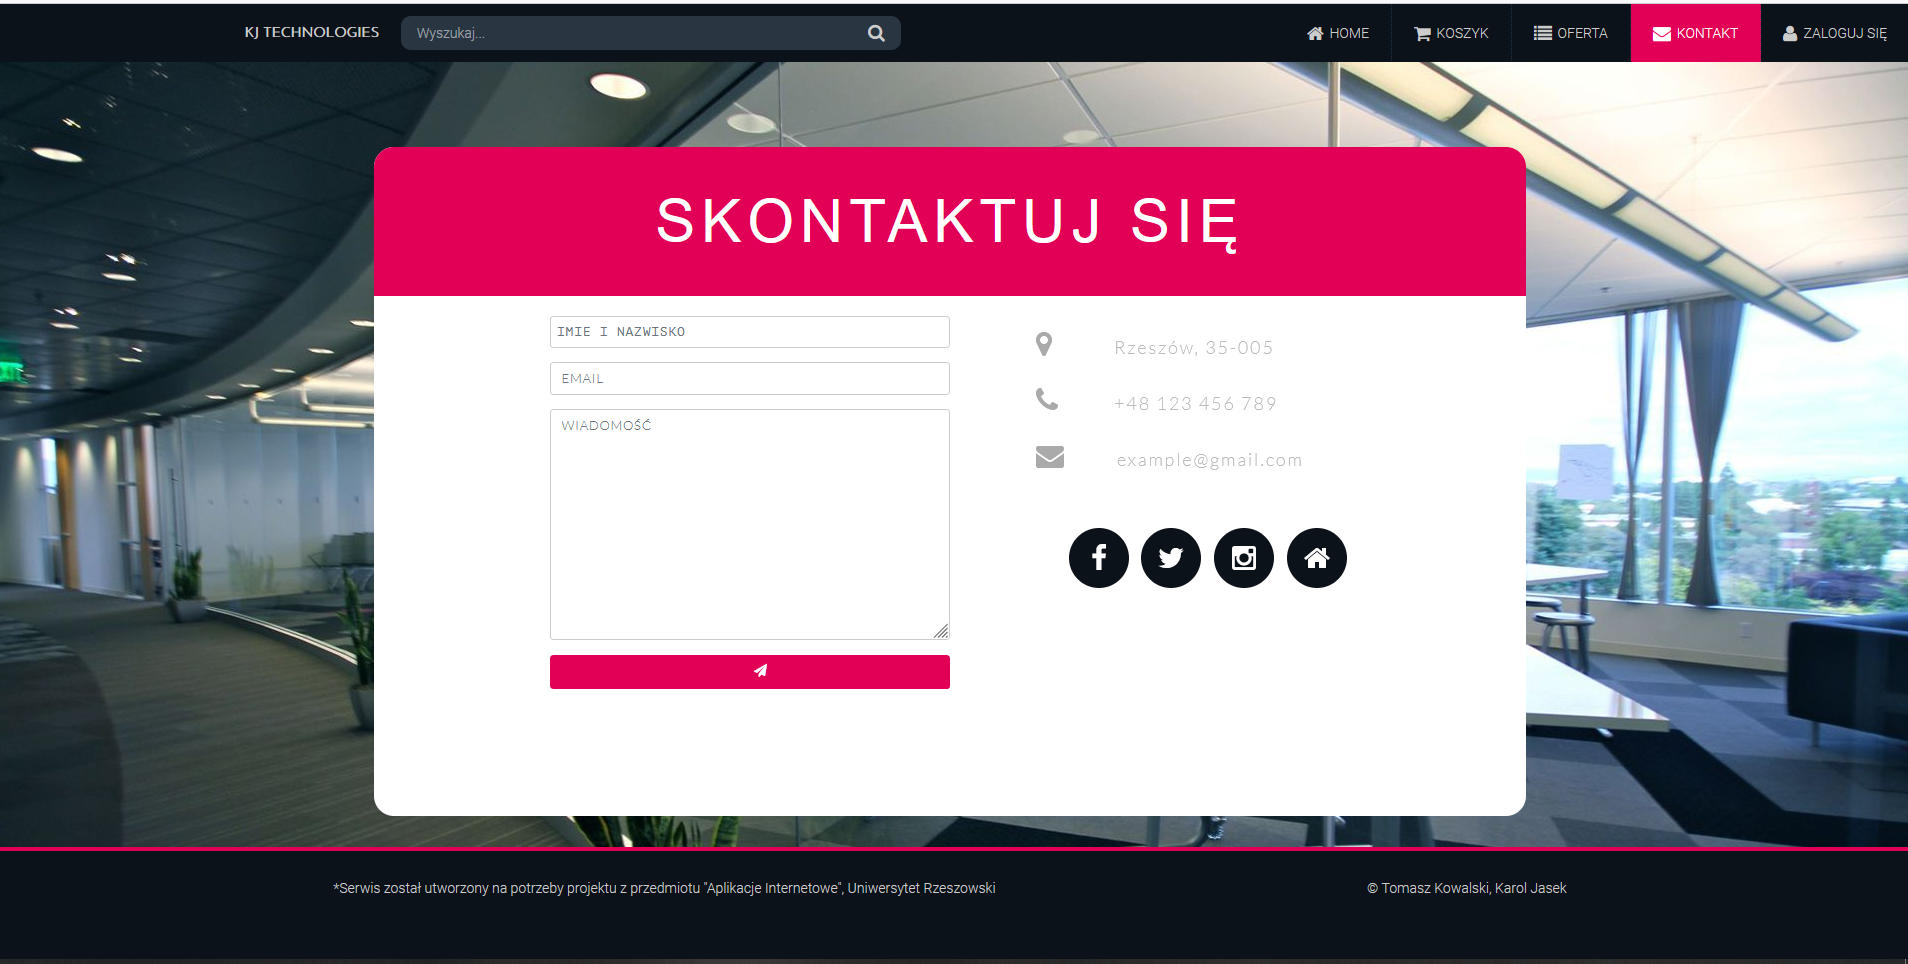 KJ TECHNOLOGIES
Wyszukaj...
HOME
KOSZYK
OFERTA
KONTAKT
ZALOGUJ SIĘ
SKONTAKTUJ SIĘ
IMIE I NAZWISKO
EMAIL
WIADOMOŚĆ
Rzeszów, 35-005
+48 123 456 789
example@gmail.com
*Serwis został utworzony na potrzeby projektu z przedmiotu "Aplikacje Internetowe", Uniwersytet Rzeszowski
© Tomasz Kowalski, Karol Jasek